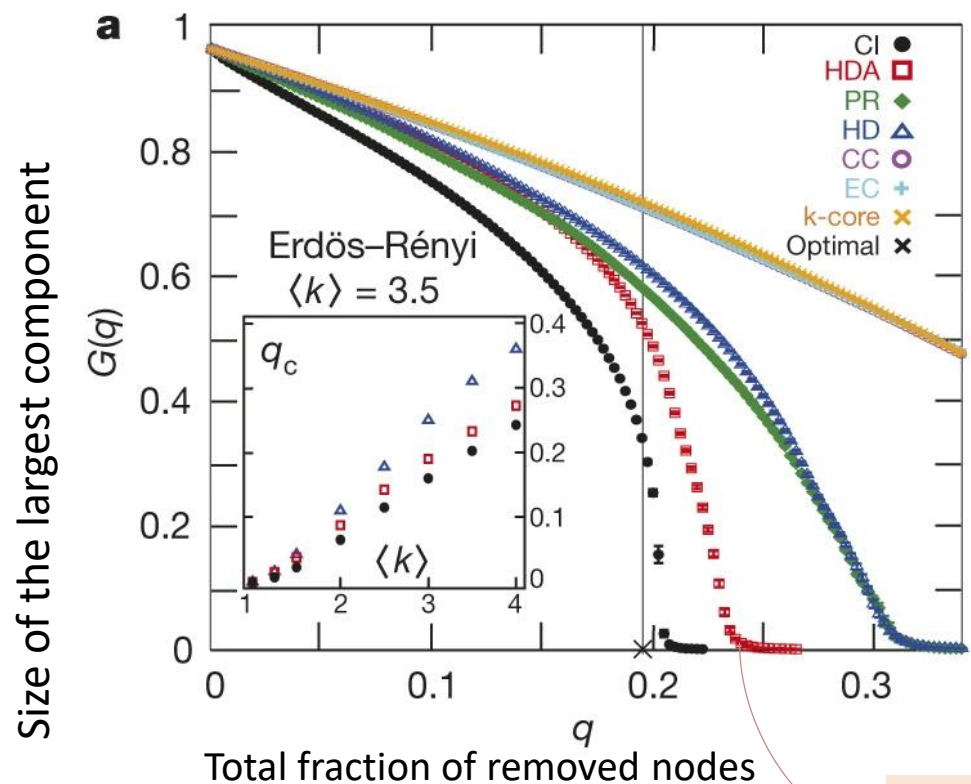 a
Size of the largest component
G(q)
1
0.8
0.6
0.4
0.2
0
CI
HDA
PR
HD
CC
EC
k-core
Optimal
Erdös–Rényi
⟨k⟩ = 3.5
q_c
0.4
0.3
0.2
0.1
0
⟨k⟩
1 2 3 4
0 0.1 0.2 0.3
q
Total fraction of removed nodes